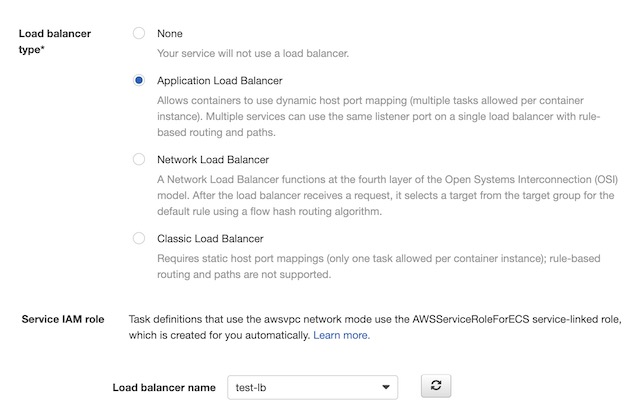 Load balancer type*
None
Your service will not use a load balancer.
Application Load Balancer
Allows containers to use dynamic host port mapping (multiple tasks allowed per container
instance). Multiple services can use the same listener port on a single load balancer with rule-
based routing and paths.
Network Load Balancer
A Network Load Balancer functions at the fourth layer of the Open Systems Interconnection (OSI)
model. After the load balancer receives a request, it selects a target from the target group for the
default rule using a flow hash routing algorithm.
Classic Load Balancer
Requires static host port mappings (only one task allowed per container instance); rule-based
routing and paths are not supported.
Service IAM role
Task definitions that use the awsvpc network mode use the AWSServiceRoleForECS service-linked role,
which is created for you automatically. Learn more.
Load balancer name
test-lb